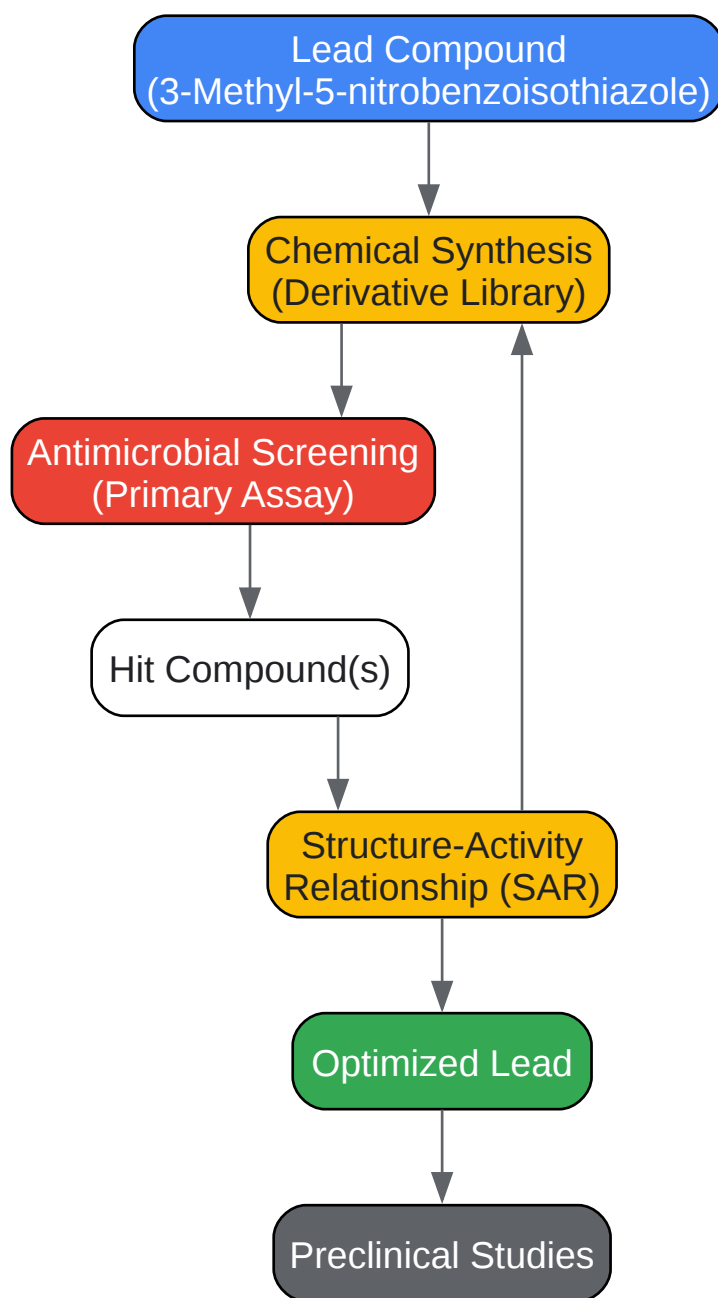 Lead Compound
(3-Methyl-5-nitrobenzoisothiazole)
Chemical Synthesis
(Derivative Library)
Antimicrobial Screening
(Primary Assay)
Hit Compound(s)
Structure-Activity
Relationship (SAR)
Optimized Lead
Preclinical Studies